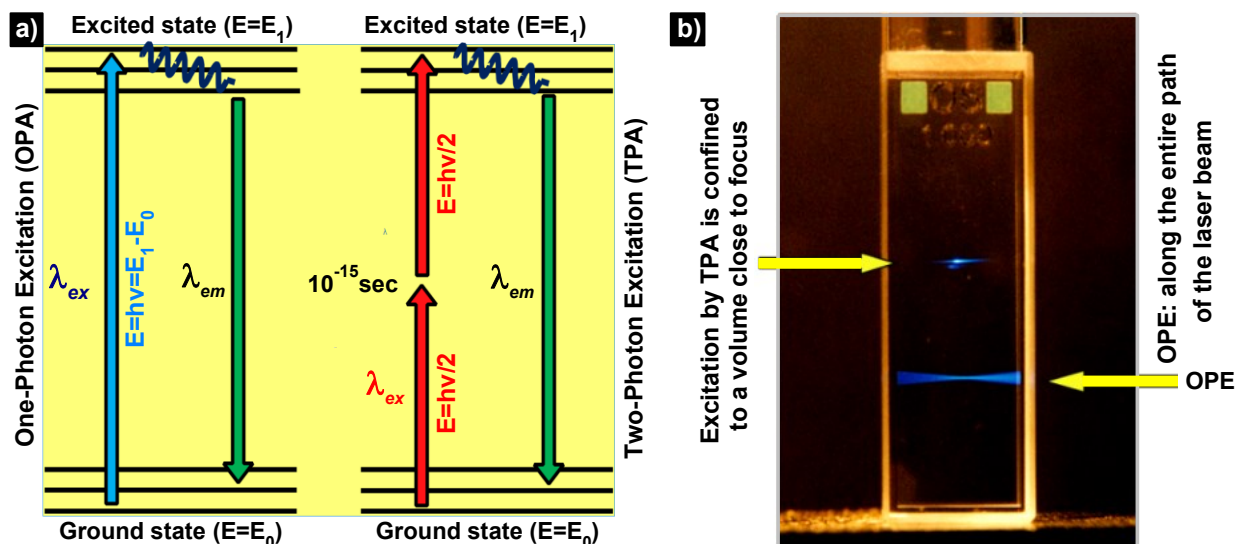 a)
Excited state (E=E₁)
Excited state (E=E₁)
One-Photon Excitation (OPA)
λex
E=hν=E₁-E₀
λem
10⁻¹⁵sec
λex
E=hν/2
E=hν/2
λem
Two-Photon Excitation (TPA)
Ground state (E=E₀)
Ground state (E=E₀)
b)
Excitation by TPA is confined
to a volume close to focus
OPE: along the entire path
of the laser beam
OPE